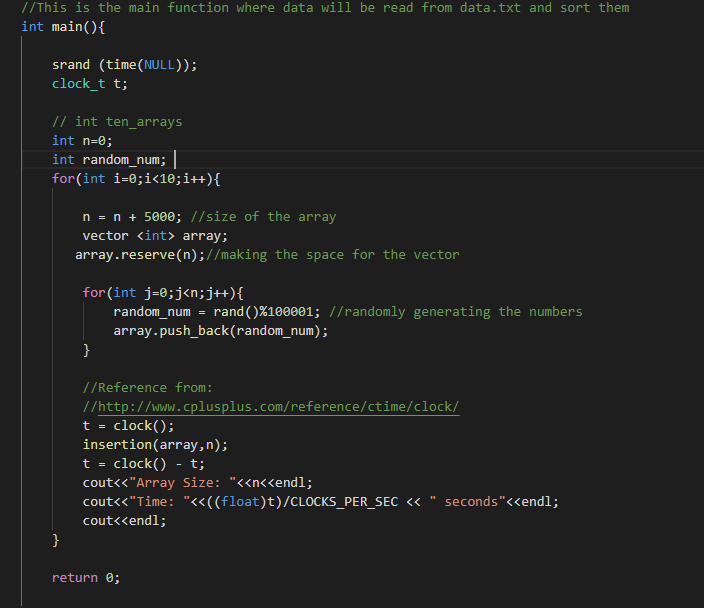 //This is the main function where data will be read from data.txt and sort them
int main(){
srand (time(NULL));
clock_t t;
// int ten_arrays
int n=0;
int random_num;
for(int i=0;i<10;i++){
n = n + 5000; //size of the array
vector <int> array;
array.reserve(n);//making the space for the vector
for(int j=0;j<n;j++){
random_num = rand()%100001; //randomly generating the numbers
array.push_back(random_num);
}
//Reference from:
//http://www.cplusplus.com/reference/ctime/clock/
t = clock();
insertion(array,n);
t = clock() - t;
cout<<"Array Size: "<<n<<endl;
cout<<"Time: "<<((float)t)/CLOCKS_PER_SEC << " seconds"<<endl;
cout<<endl;
}
return 0;